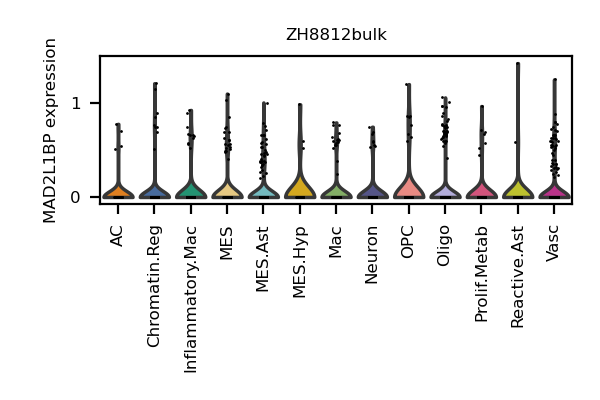 ZH8812bulk
MAD2L1BP expression
1
0
AC
Chromatin.Reg
Inflammatory.Mac
MES
MES.Ast
MES.Hyp
Mac
Neuron
OPC
Oligo
Prolif.Metab
Reactive.Ast
Vasc